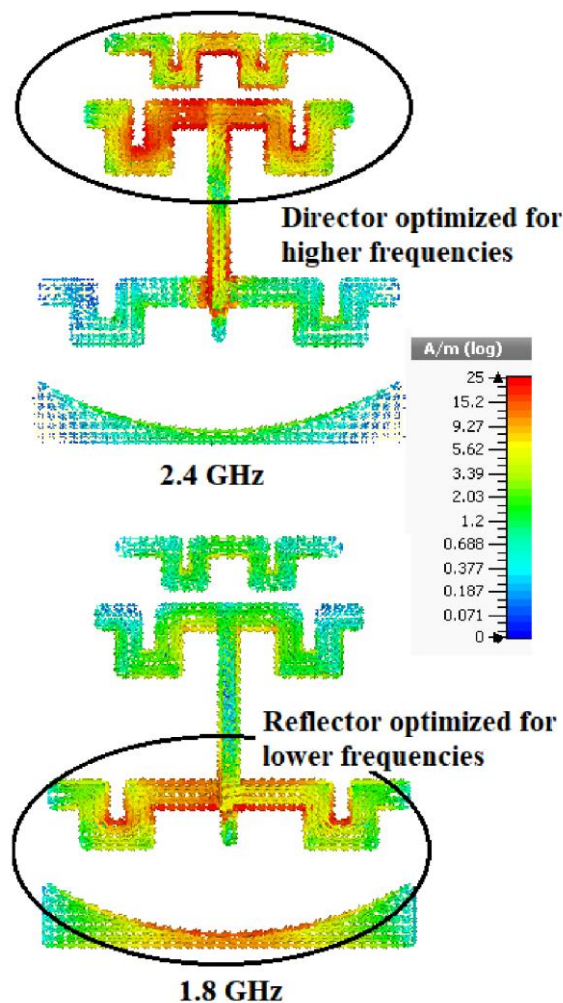 Director optimized for
higher frequencies
A/m (log)
25
15.2
9.27
5.62
3.39
2.03
1.2
0.688
0.377
0.187
0.071
0
2.4 GHz
Reflector optimized for
lower frequencies
1.8 GHz